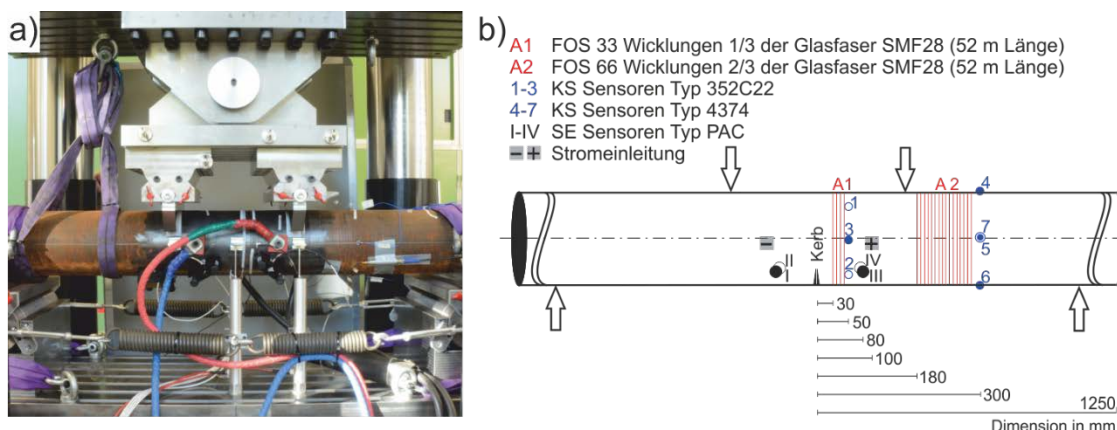 a)
b)
A1 FOS 33 Wicklungen 1/3 der Glasfaser SMF28 (52 m Länge)
A2 FOS 66 Wicklungen 2/3 der Glasfaser SMF28 (52 m Länge)
1-3 KS Sensoren Typ 352C22
4-7 KS Sensoren Typ 4374
I-IV SE Sensoren Typ PAC
- + Stromeinleitung
A1
A 2
4
1
3
7
- Kerb +
5
II
I
2
IV
III
6
30
50
80
100
180
300
1250
Dimension in mm